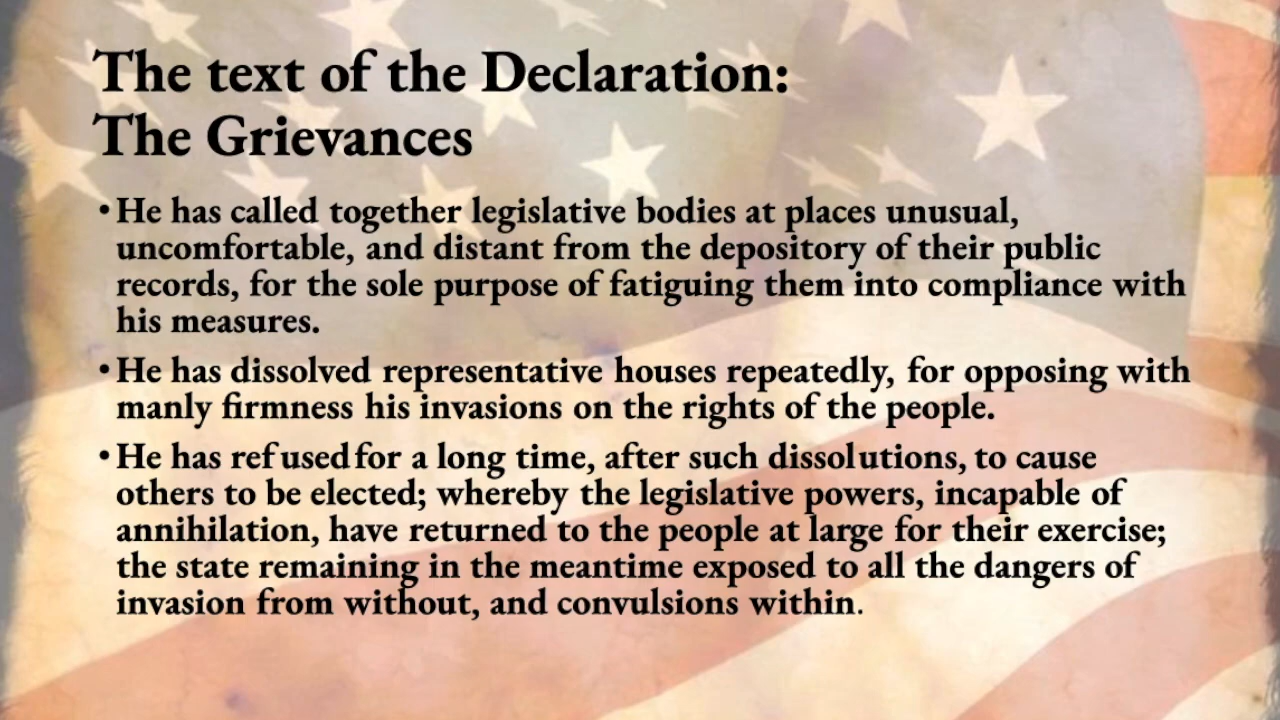 The text of the Declaration:
The Grievances
•He has called together legislative bodies at places unusual,
uncomfortable, and distant from the depository of their public
records, for the sole purpose of fatiguing them into compliance with
his measures.
•He has dissolved representative houses repeatedly, for opposing with
manly firmness his invasions on the rights of the people.
•He has refused for a long time, after such dissolutions, to cause
others to be elected; whereby the legislative powers, incapable of
annihilation, have returned to the people at large for their exercise;
the state remaining in the meantime exposed to all the dangers of
invasion from without, and convulsions within.